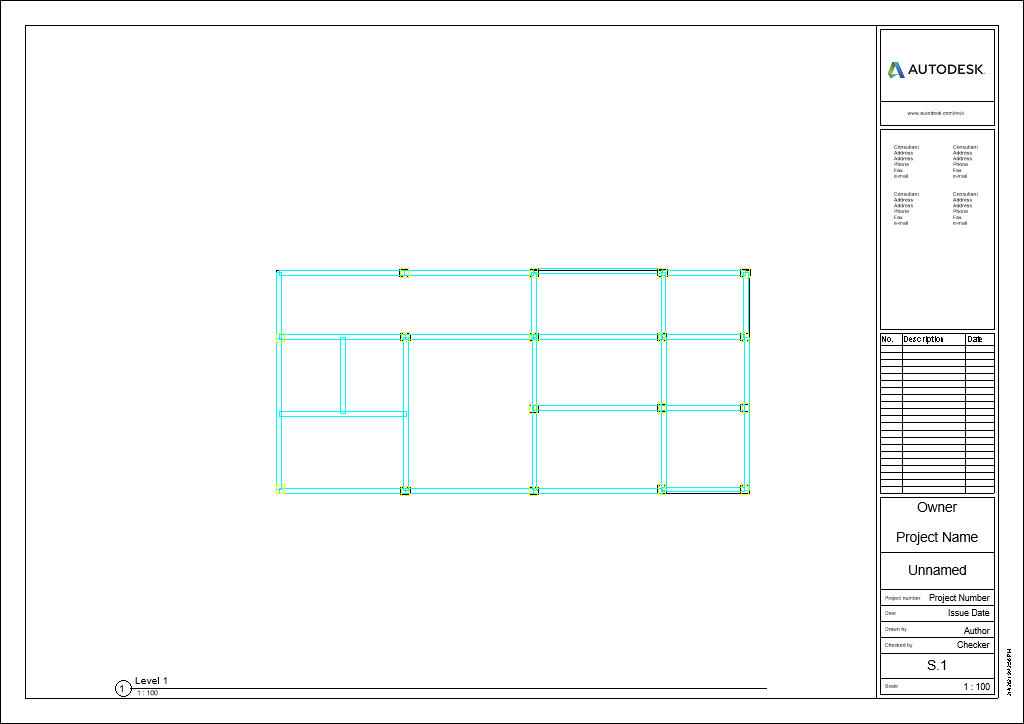 AUTODESK
www.autodesk.com/revit
Consultant
Address
Address
Phone
Fax
e-mail
Consultant
Address
Address
Phone
Fax
e-mail
Consultant
Address
Address
Phone
Fax
e-mail
Consultant
Address
Address
Phone
Fax
e-mail
No. Description Date
Owner
Project Name
Unnamed
Project number Project Number
Date Issue Date
Drawn by Author
Checked by Checker
S.1
Scale 1 : 100
1 Level 1
1 : 100